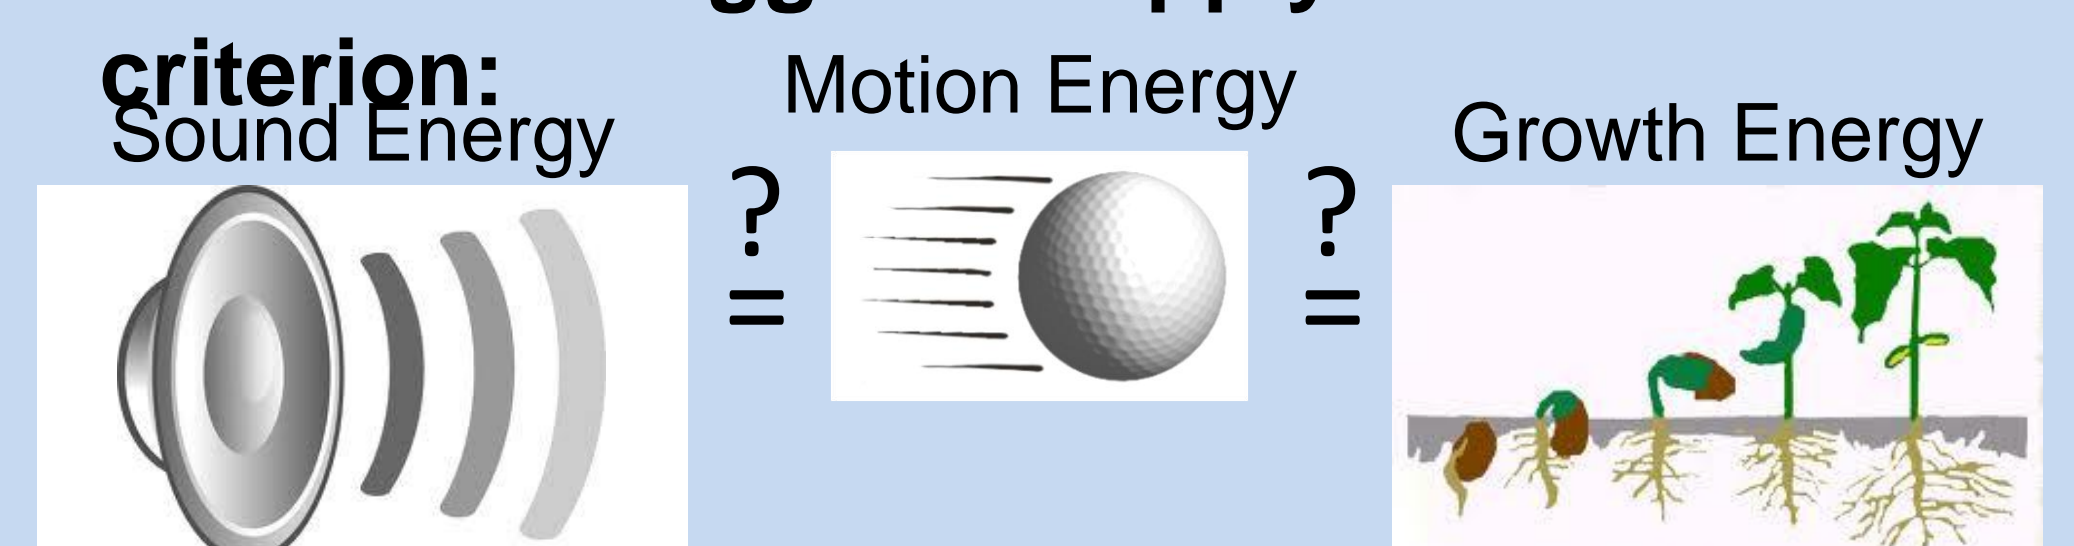 criterion:
Motion Energy
Sound Energy
Growth Energy
? ?
= =